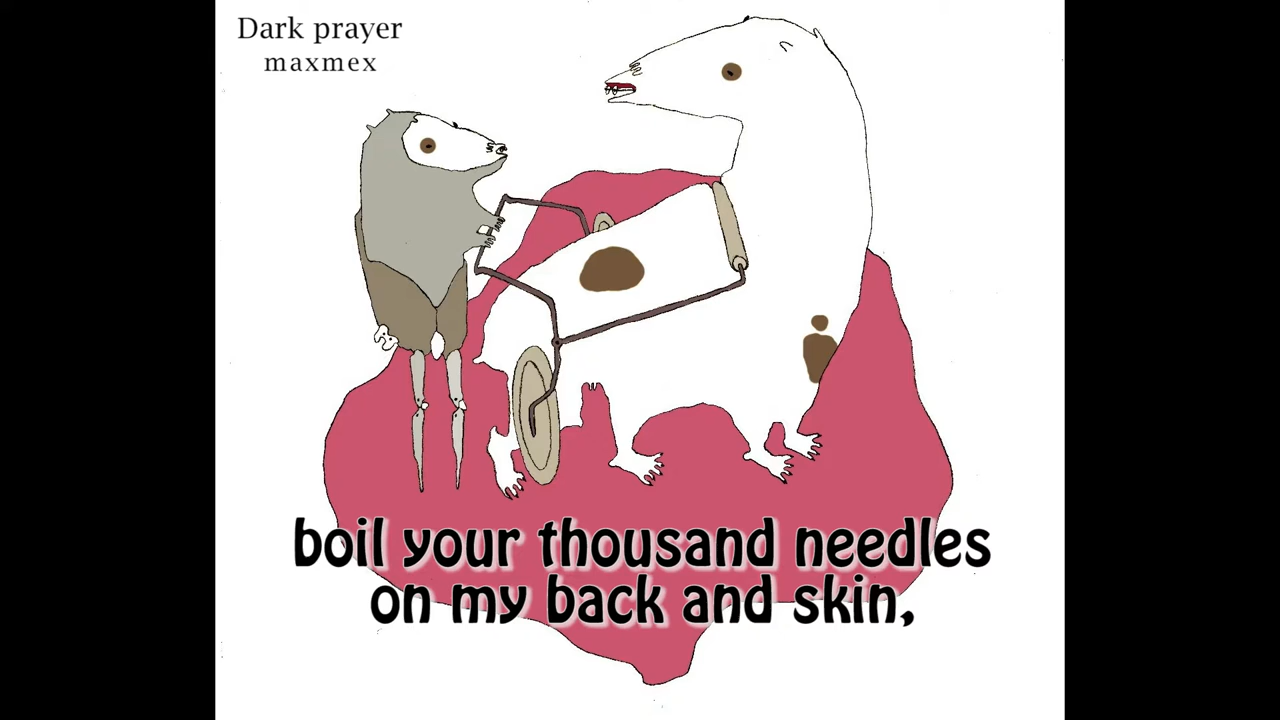 Dark prayer
maxmex
boil your thousand needles
on my back and skin,